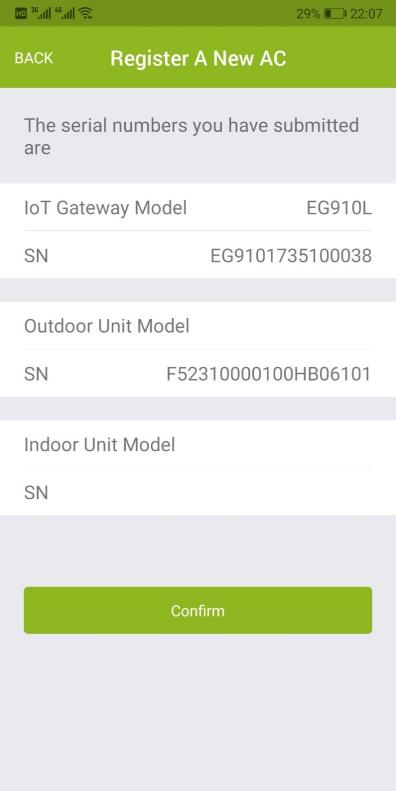 HD 3G 4G 29% 22:07
BACK Register A New AC
The serial numbers you have submitted
are
IoT Gateway Model EG910L
SN EG9101735100038
Outdoor Unit Model
SN F52310000100HB06101
Indoor Unit Model
SN
Confirm